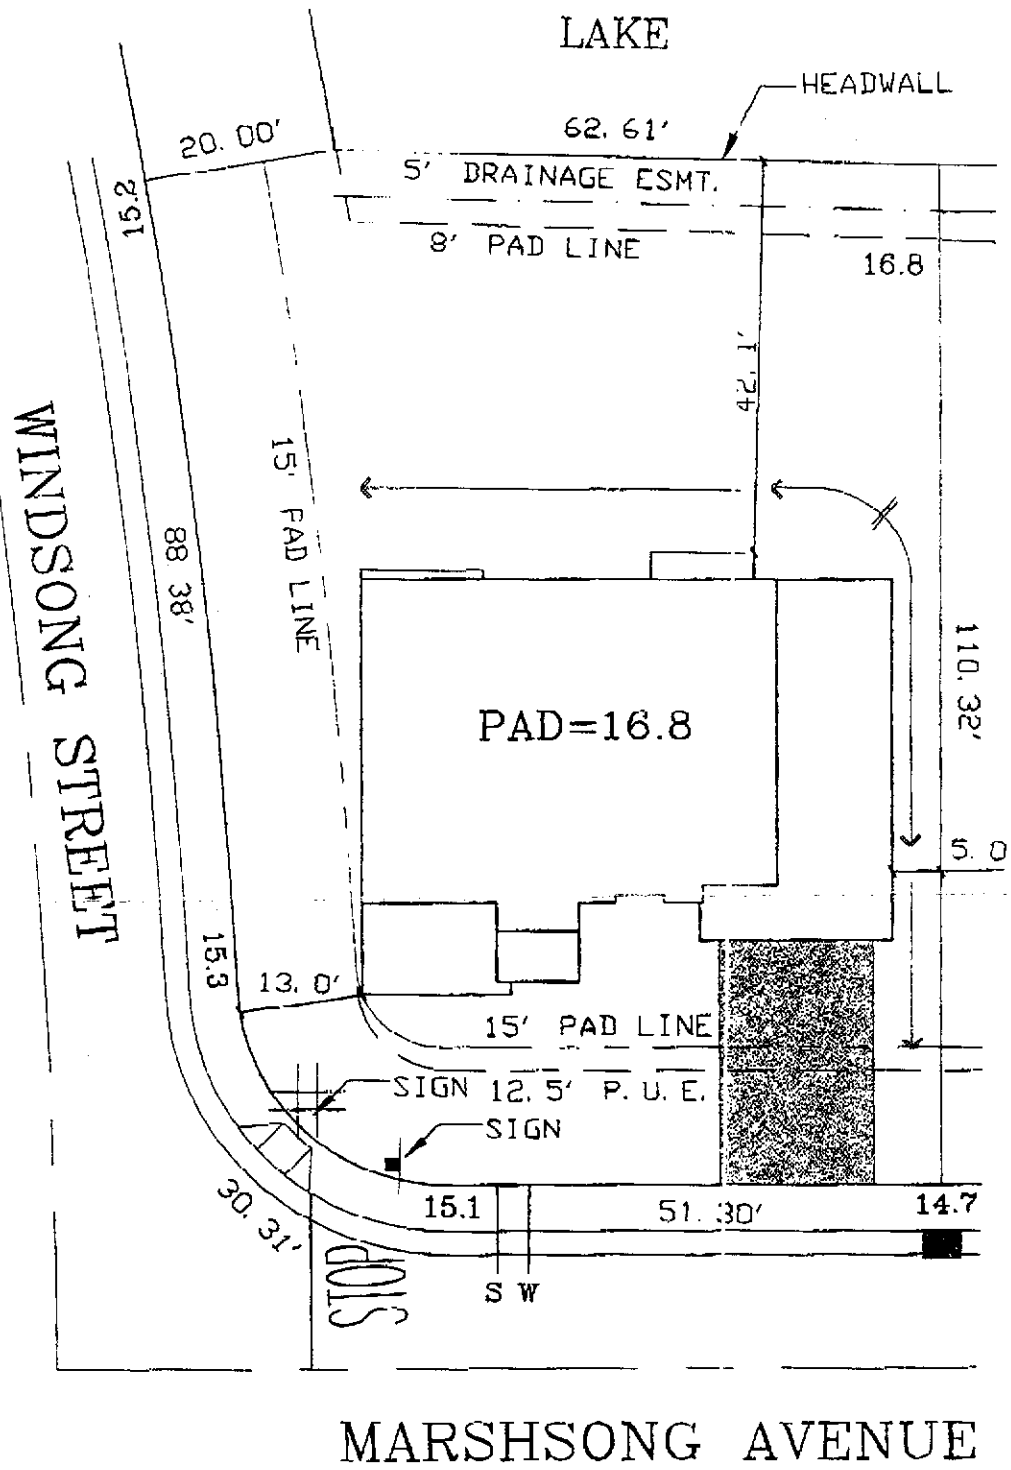 LAKE
HEADWALL
20.00'
62.61'
5' DRAINAGE ESMT.
15.2
8' PAD LINE
16.8
42.1'
15' PAD LINE
WINDSONG STREET
88 38'
110.32'
PAD=16.8
5.0
15.3
13.0'
15' PAD LINE
SIGN
12.5' P.U.E.
SIGN
30.31'
15.1
51.30'
14.7
STOP
S W
MARSHSONG AVENUE